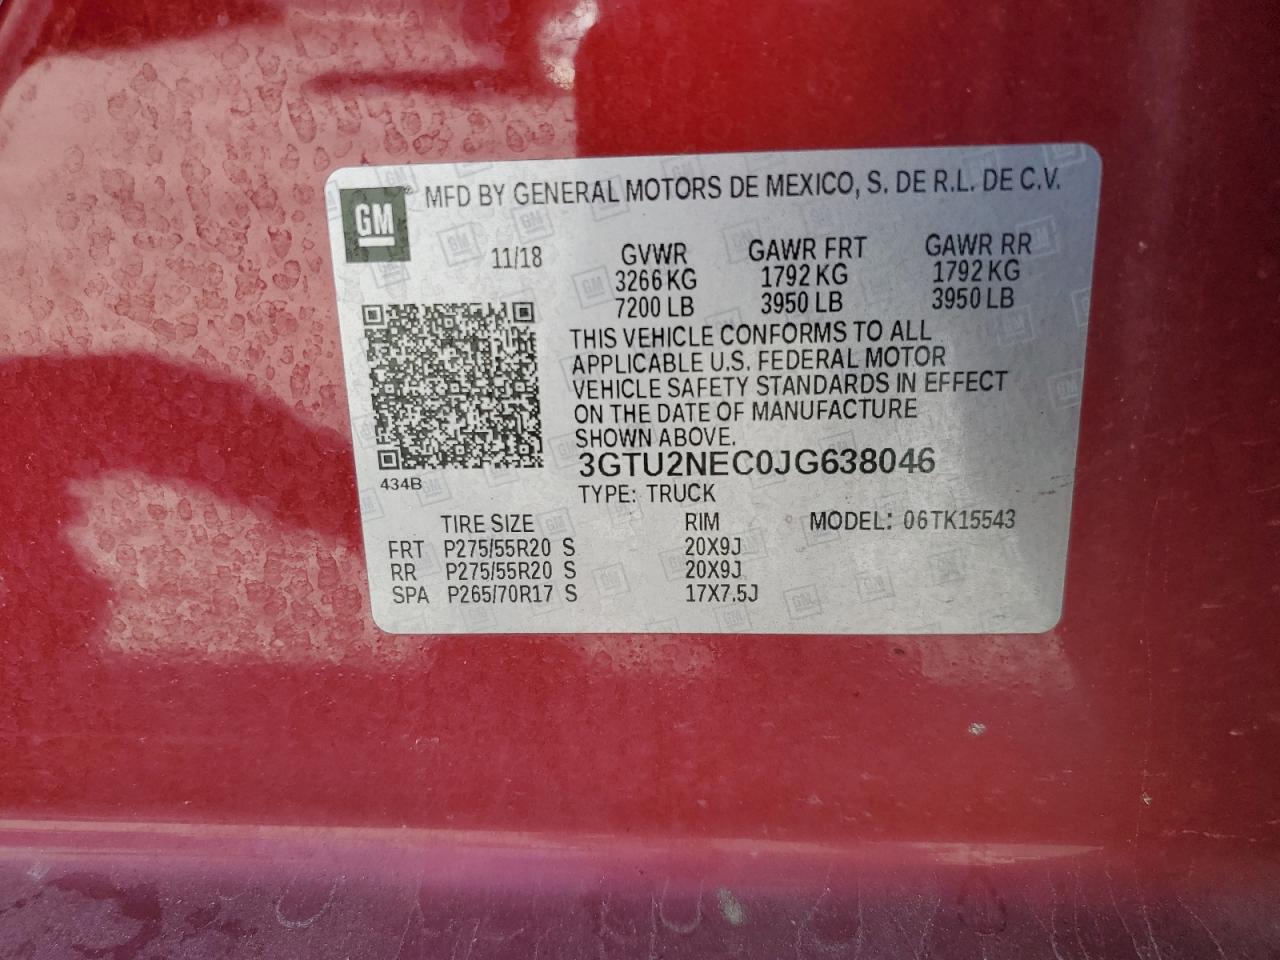 GM® MFD BY GENERAL MOTORS DE MEXICO, S. DE R.L. DE C.V.
11/18 GVWR GAWR FRT GAWR RR
3266 KG 1792 KG 1792 KG
7200 LB 3950 LB 3950 LB
THIS VEHICLE CONFORMS TO ALL
APPLICABLE U.S. FEDERAL MOTOR
VEHICLE SAFETY STANDARDS IN EFFECT
ON THE DATE OF MANUFACTURE
SHOWN ABOVE.
3GTU2NEC0JG638046
434B
TYPE: TRUCK
TIRE SIZE RIM MODEL: 06TK15543
FRT P275/55R20 S 20X9J
RR P275/55R20 S 20X9J
SPA P265/70R17 S 17X7.5J